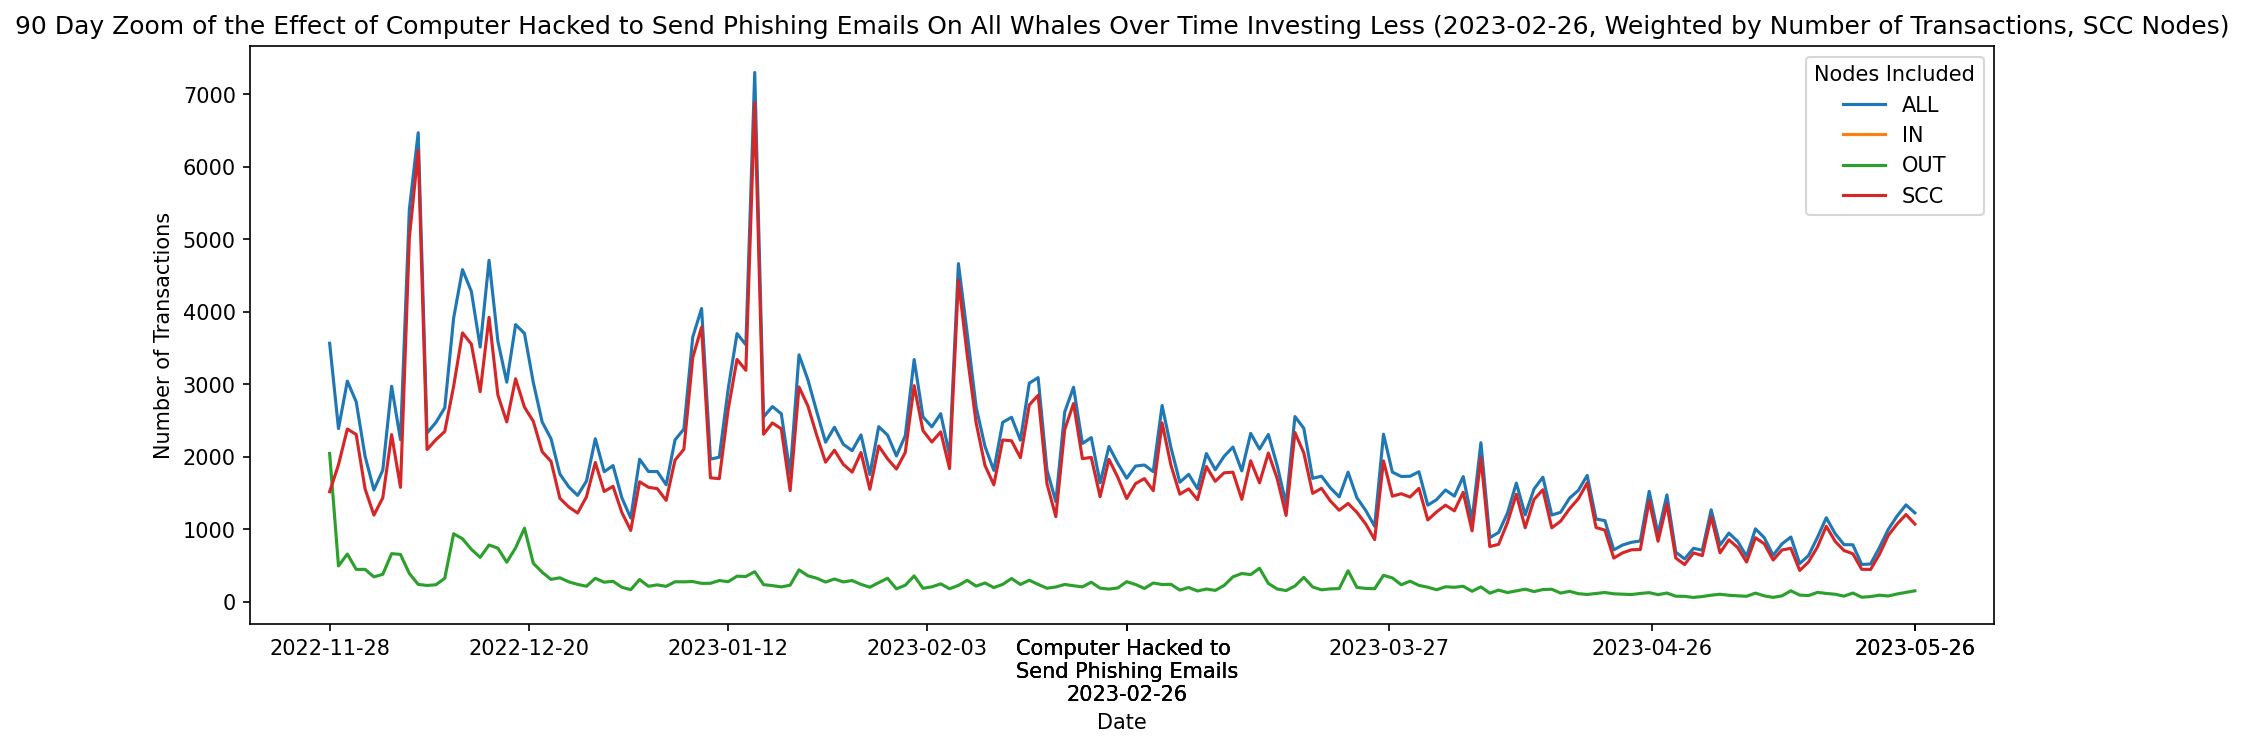 90 Day Zoom of the Effect of Computer Hacked to Send Phishing Emails On All Whales Over Time Investing Less (2023-02-26, Weighted by Number of Transactions, SCC Nodes)
Nodes Included
ALL
IN
OUT
SCC
Number of Transactions
7000
6000
5000
4000
3000
2000
1000
0
2022-11-28
2022-12-20
2023-01-12
2023-02-03
Computer Hacked to
Send Phishing Emails
2023-02-26
2023-03-27
2023-04-26
2023-05-26
Date